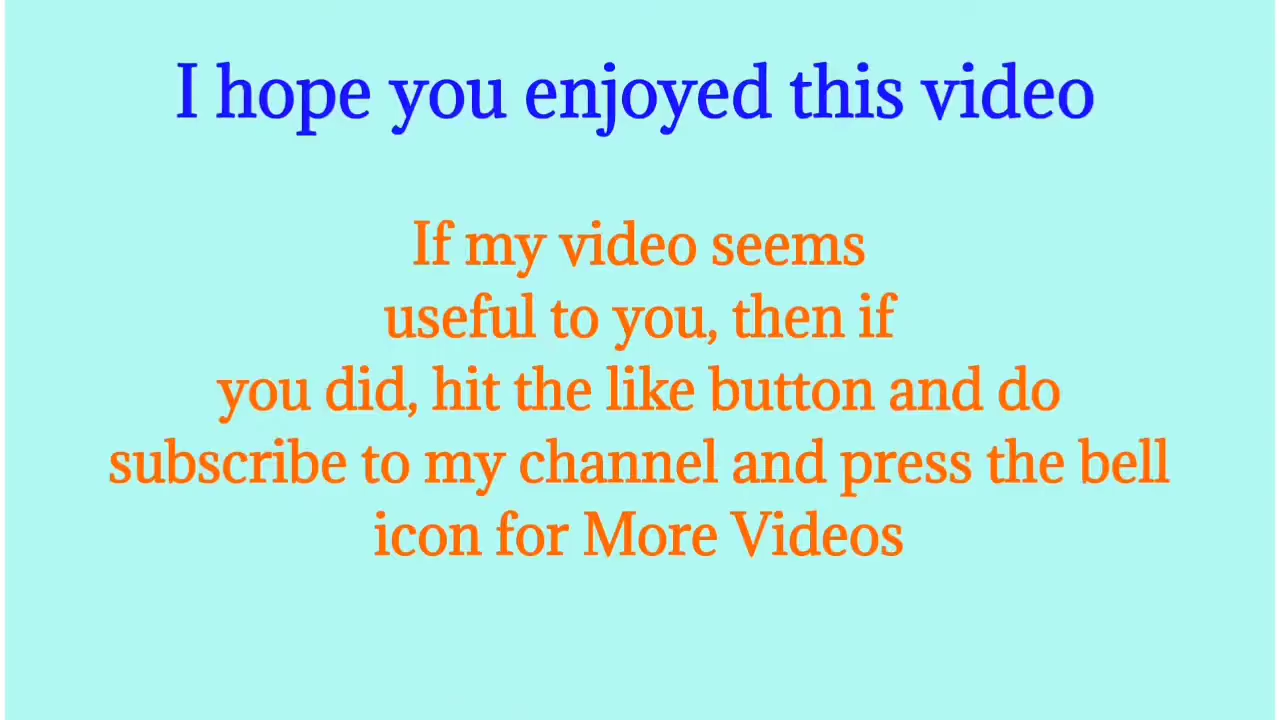 I hope you enjoyed this video
If my video seems
useful to you, then if
you did, hit the like button and do
subscribe to my channel and press the bell
icon for More Videos